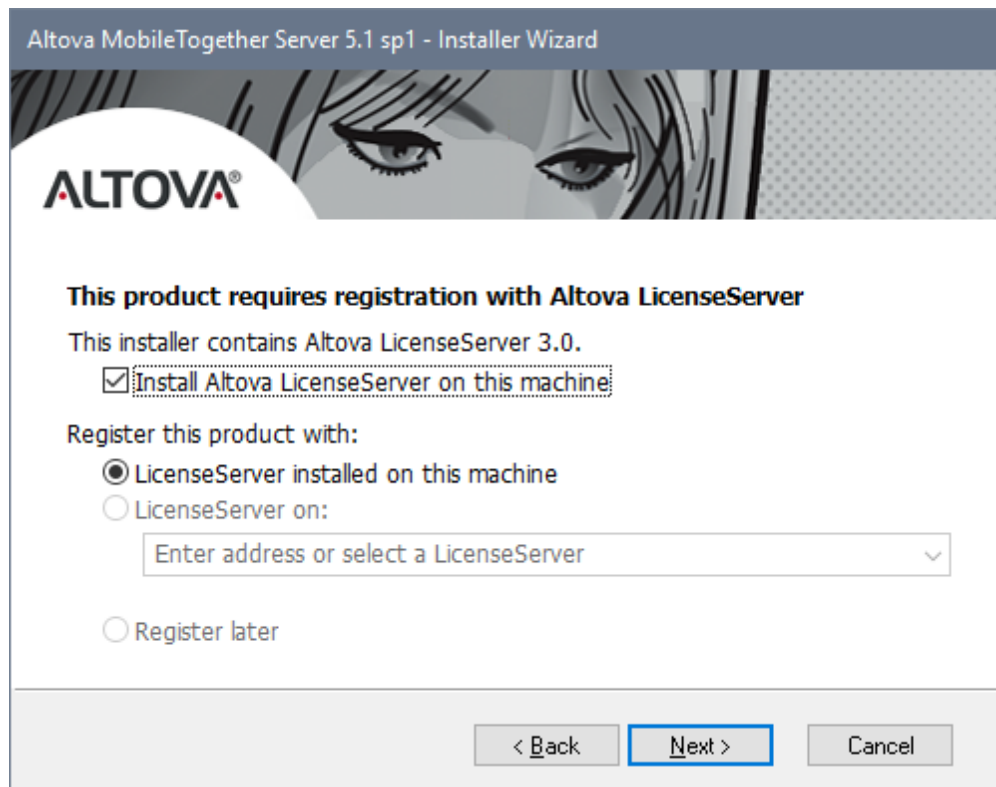 Altova MobileTogether Server 5.1 sp1 - Installer Wizard
ALTOVA®
This product requires registration with Altova LicenseServer
This installer contains Altova LicenseServer 3.0.
Install Altova LicenseServer on this machine
Register this product with:
LicenseServer installed on this machine
LicenseServer on:
Enter address or select a LicenseServer
Register later
< Back Next > Cancel